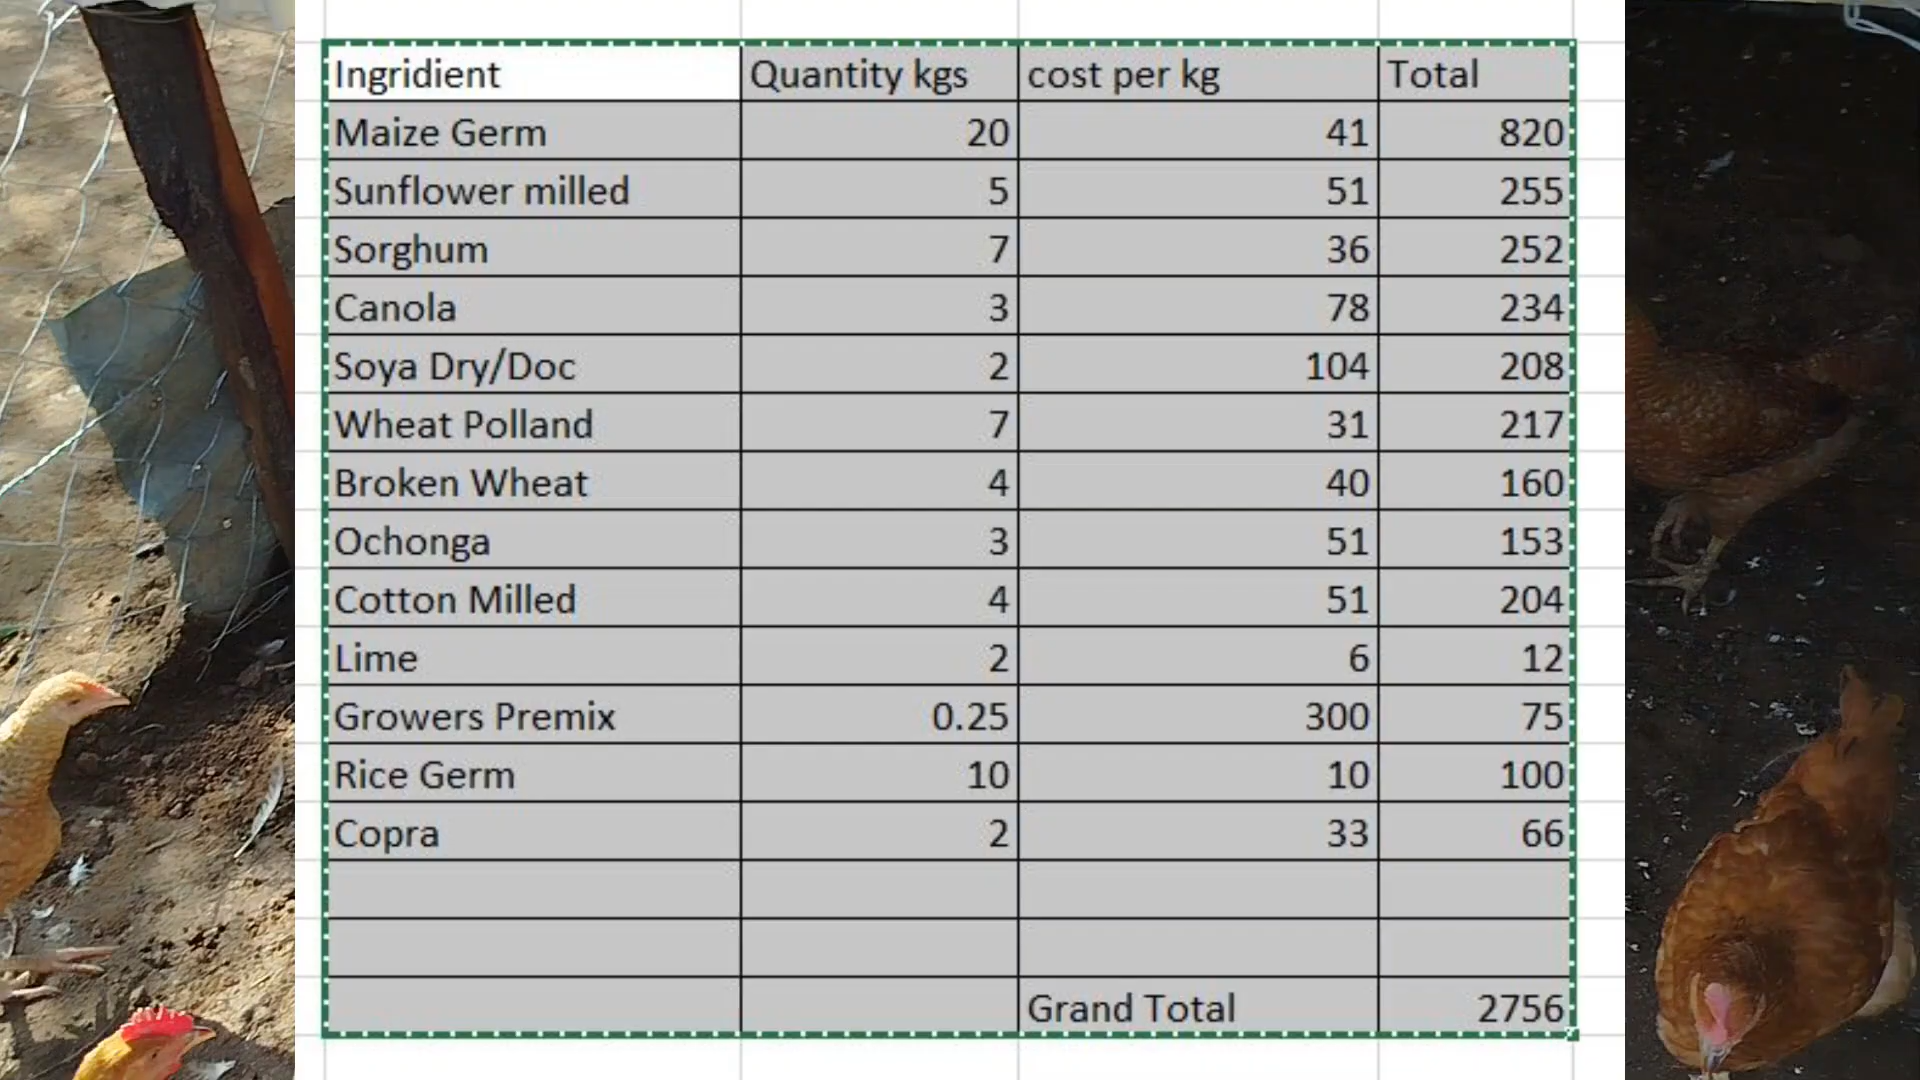 Ingridient Quantity kgs cost per kg Total
Maize Germ 20 41 820
Sunflower milled 5 51 255
Sorghum 7 36 252
Canola 3 78 234
Soya Dry/Doc 2 104 208
Wheat Polland 7 31 217
Broken Wheat 4 40 160
Ochonga 3 51 153
Cotton Milled 4 51 204
Lime 2 6 12
Growers Premix 0.25 300 75
Rice Germ 10 10 100
Copra 2 33 66
Grand Total 2756